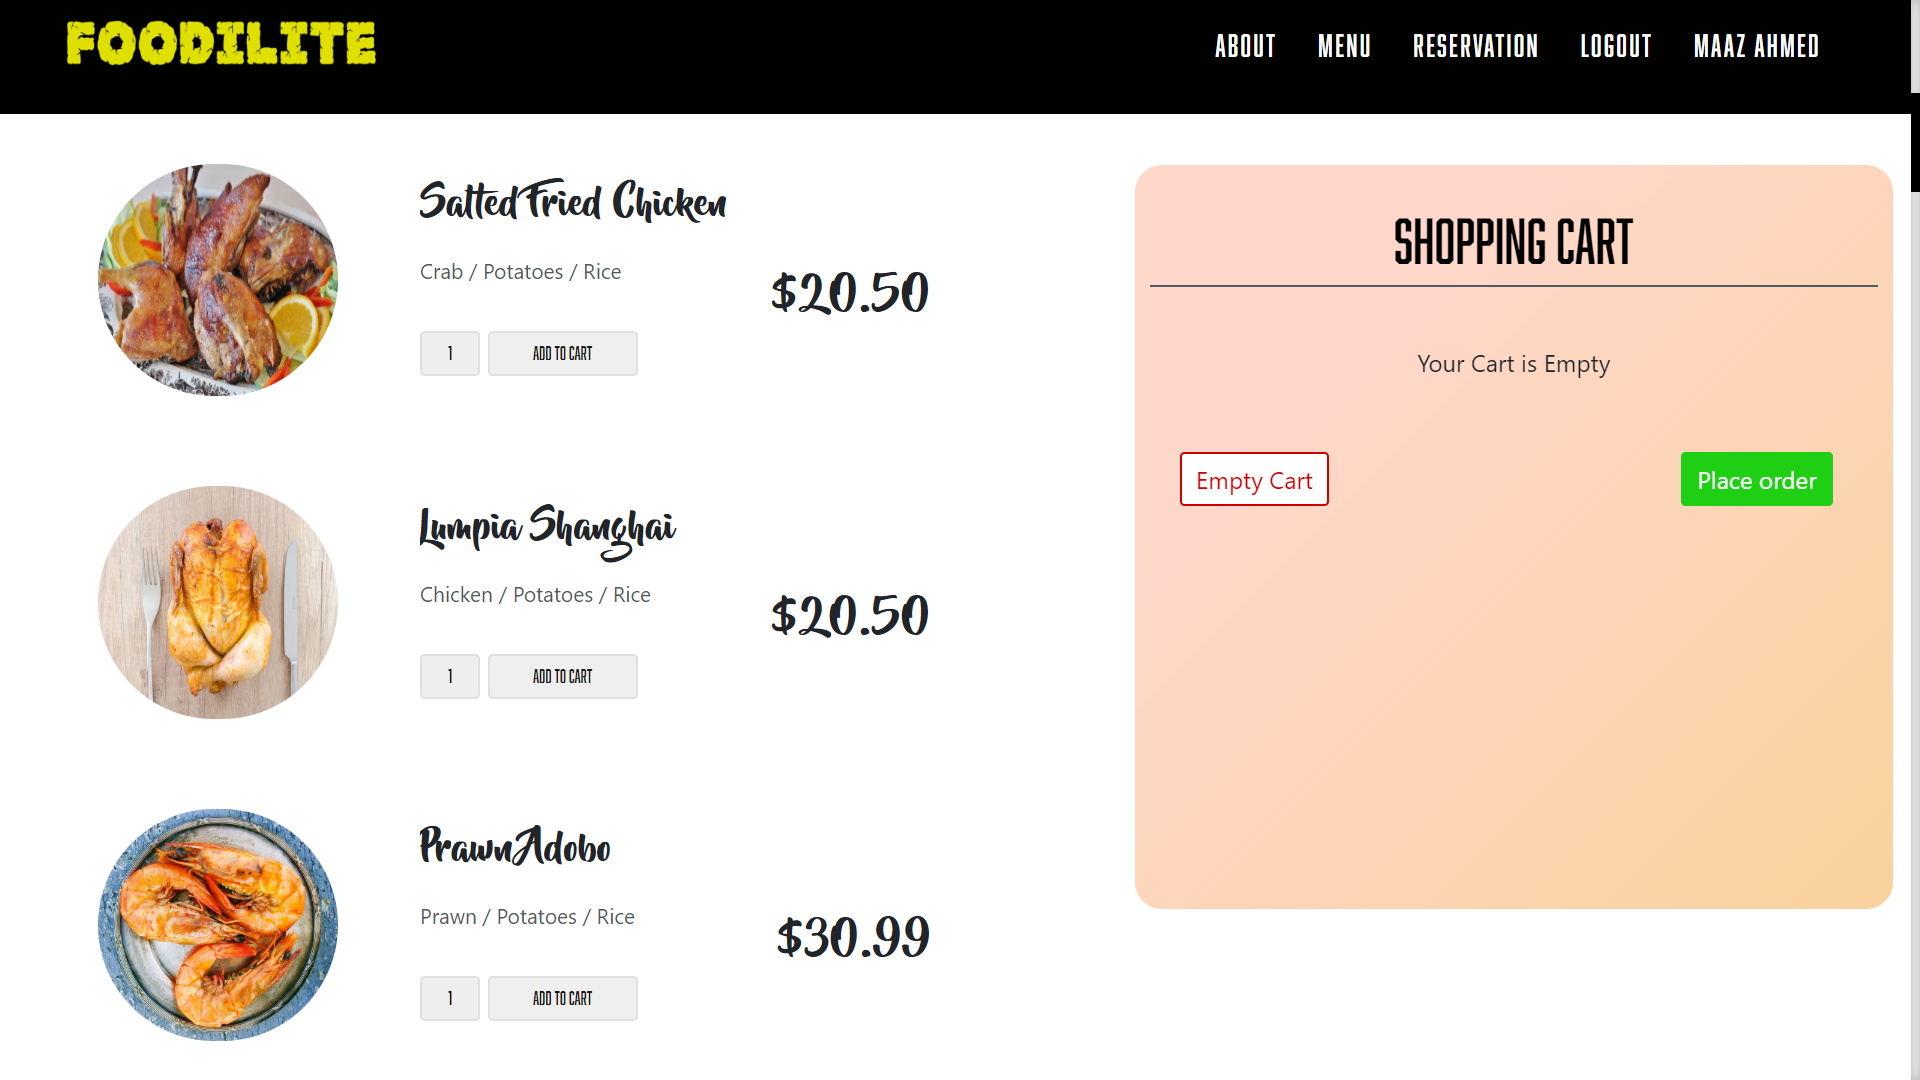 FOODILITE
ABOUT
MENU
RESERVATION
LOGOUT
MAAZ AHMED
Salted Fried Chicken
Crab / Potatoes / Rice
$20.50
1
ADD TO CART
Lumpia Shanghai
Chicken / Potatoes / Rice
$20.50
1
ADD TO CART
Prawn Adobo
Prawn / Potatoes / Rice
$30.99
1
ADD TO CART
SHOPPING CART
Your Cart is Empty
Empty Cart
Place order